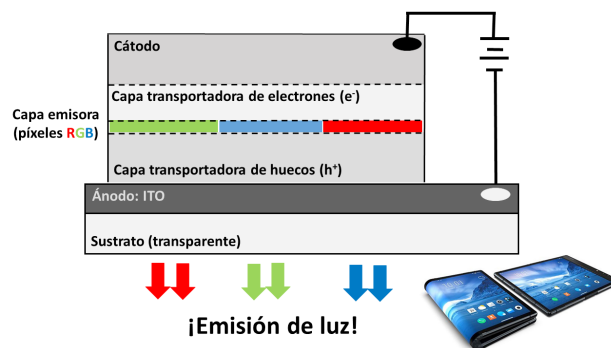 Cátodo
Capa transportadora de electrones (e⁻)
Capa emisora
(píxeles RGB)
Capa transportadora de huecos (h⁺)
Ánodo: ITO
Sustrato (transparente)
¡Emisión de luz!